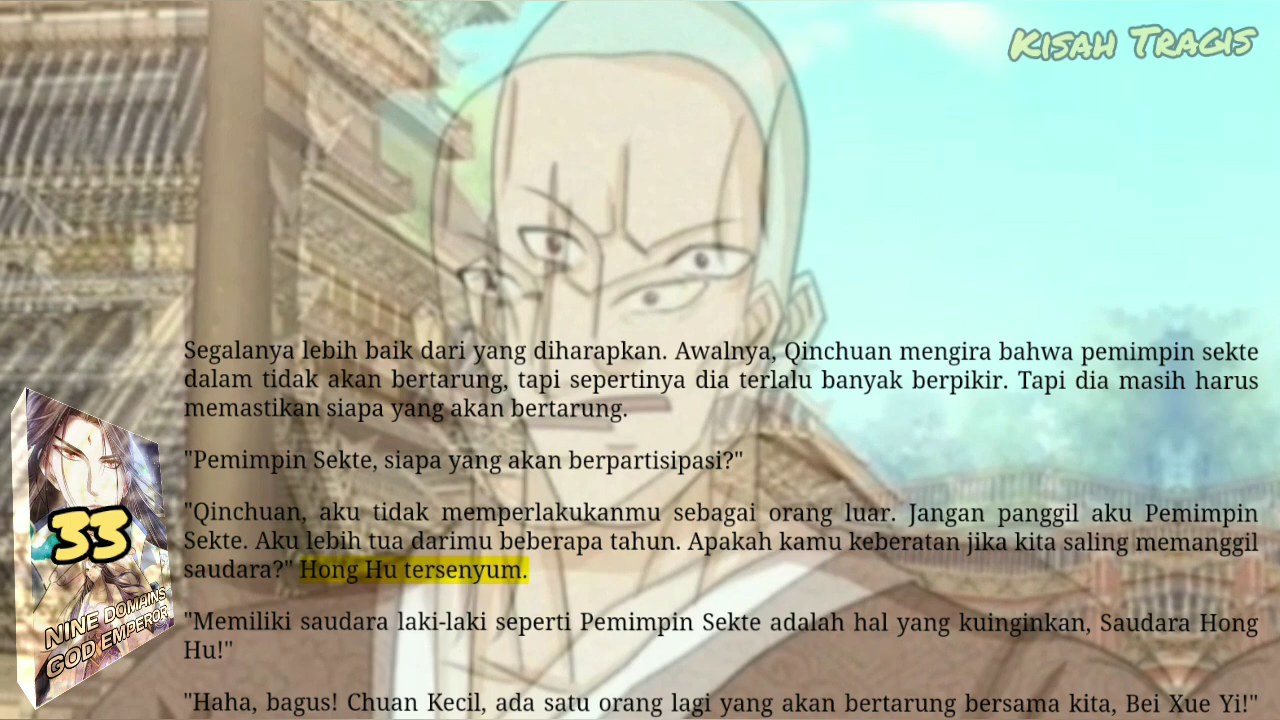 Kisah Tragis
Segalanya lebih baik dari yang diharapkan. Awalnya, Qinchuan mengira bahwa pemimpin sekte
dalam tidak akan bertarung, tapi sepertinya dia terlalu banyak berpikir. Tapi dia masih harus
memastikan siapa yang akan bertarung.
"Pemimpin Sekte, siapa yang akan berpartisipasi?"
"Qinchuan, aku tidak memperlakukanmu sebagai orang luar. Jangan panggil aku Pemimpin
Sekte. Aku lebih tua darimu beberapa tahun. Apakah kamu keberatan jika kita saling memanggil
saudara?" Hong Hu tersenyum.
"Memiliki saudara laki-laki seperti Pemimpin Sekte adalah hal yang kuinginkan, Saudara Hong
Hu!"
"Haha, bagus! Chuan Kecil, ada satu orang lagi yang akan bertarung bersama kita, Bei Xue Yi!"
33
NINE DOMAINS
GOD EMPEROR